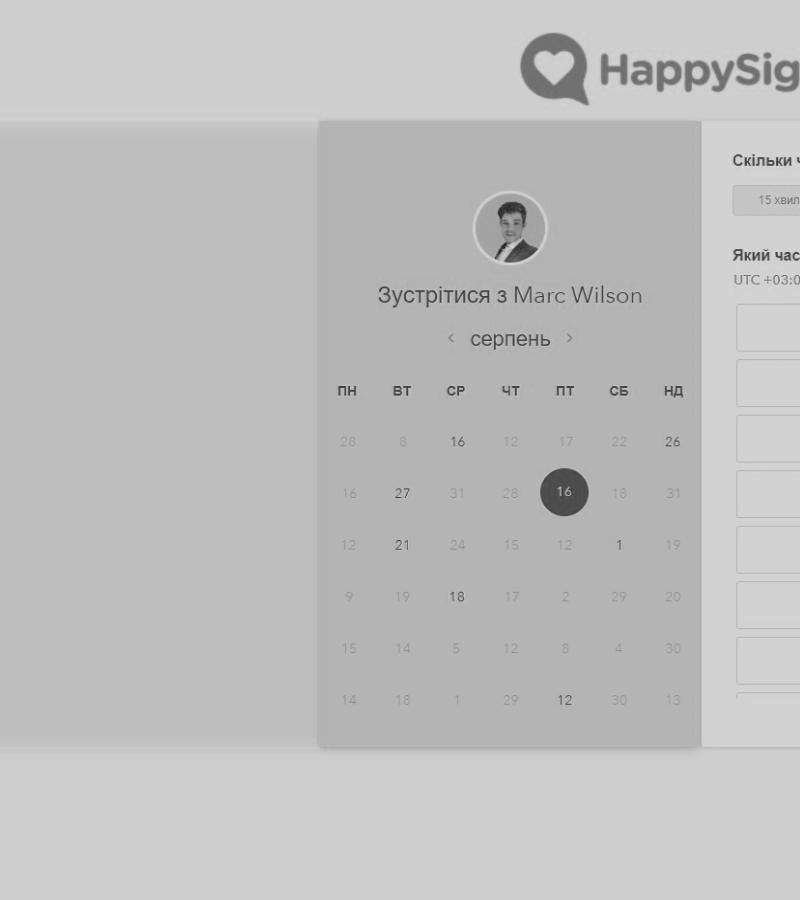 HappySig
Зустрітися з Marc Wilson
‹ серпень ›
ПН ВТ СР ЧТ ПТ СБ НД
28 8 16 12 17 22 26
16 27 31 28 16 18 31
12 21 24 15 12 1 19
9 19 18 17 2 29 20
15 14 5 12 8 4 30
14 18 1 29 12 30 13
Скільки ч
15 хвил
Який час
UTC +03:0